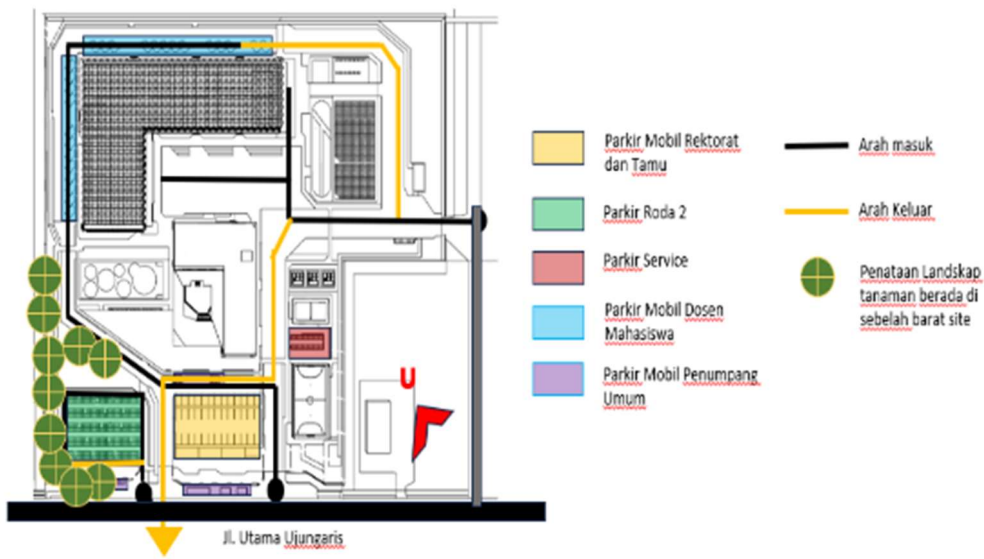 Parkir Mobil Rektorat
dan Tamu
Parkir Roda 2
Parkir Service
Parkir Mobil Dosen
Mahasiswa
Parkir Mobil Penumpang
Umum
Arah masuk
Arah Keluar
Penataan Landskap
tanaman berada di
sebelah barat site
U
Jl. Utama Ujungaris